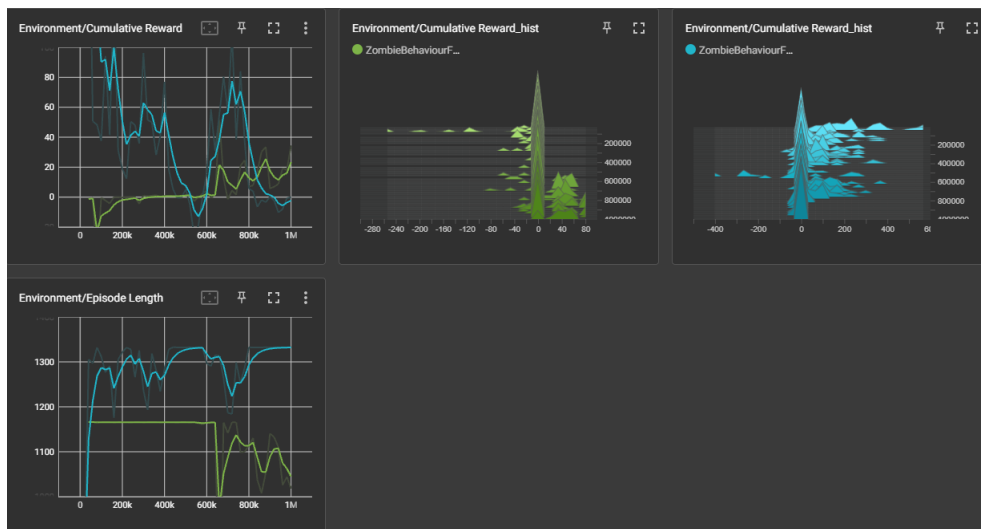 Environment/Cumulative Reward
80
60
40
20
0
0 200k 400k 600k 800k 1M
Environment/Cumulative Reward_hist
ZombieBehaviourF...
200000
400000
600000
800000
-280 -240 -200 -160 -120 -80 -40 0 40 80
Environment/Cumulative Reward_hist
ZombieBehaviourF...
200000
400000
600000
800000
-400 -200 0 200 400
Environment/Episode Length
1300
1200
1100
0 200k 400k 600k 800k 1M